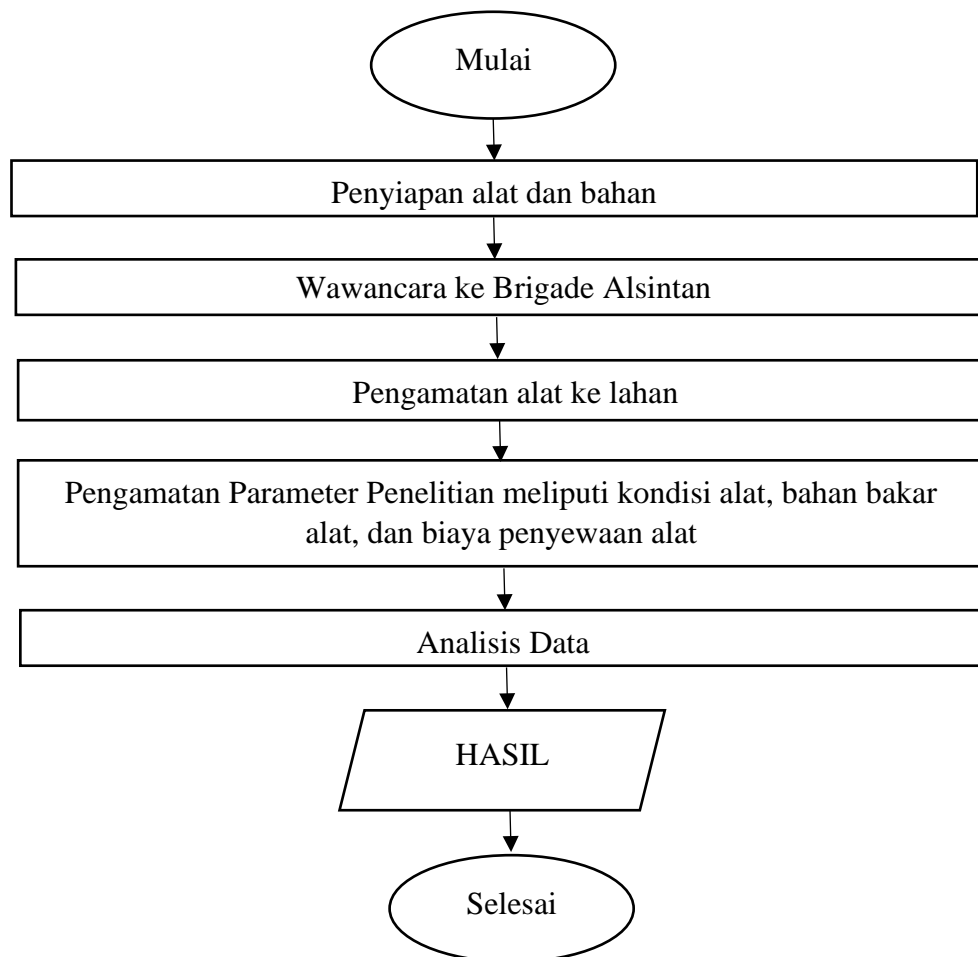 Mulai
Penyiapan alat dan bahan
Wawancara ke Brigade Alsintan
Pengamatan alat ke lahan
Pengamatan Parameter Penelitian meliputi kondisi alat, bahan bakar
alat, dan biaya penyewaan alat
Analisis Data
HASIL
Selesai